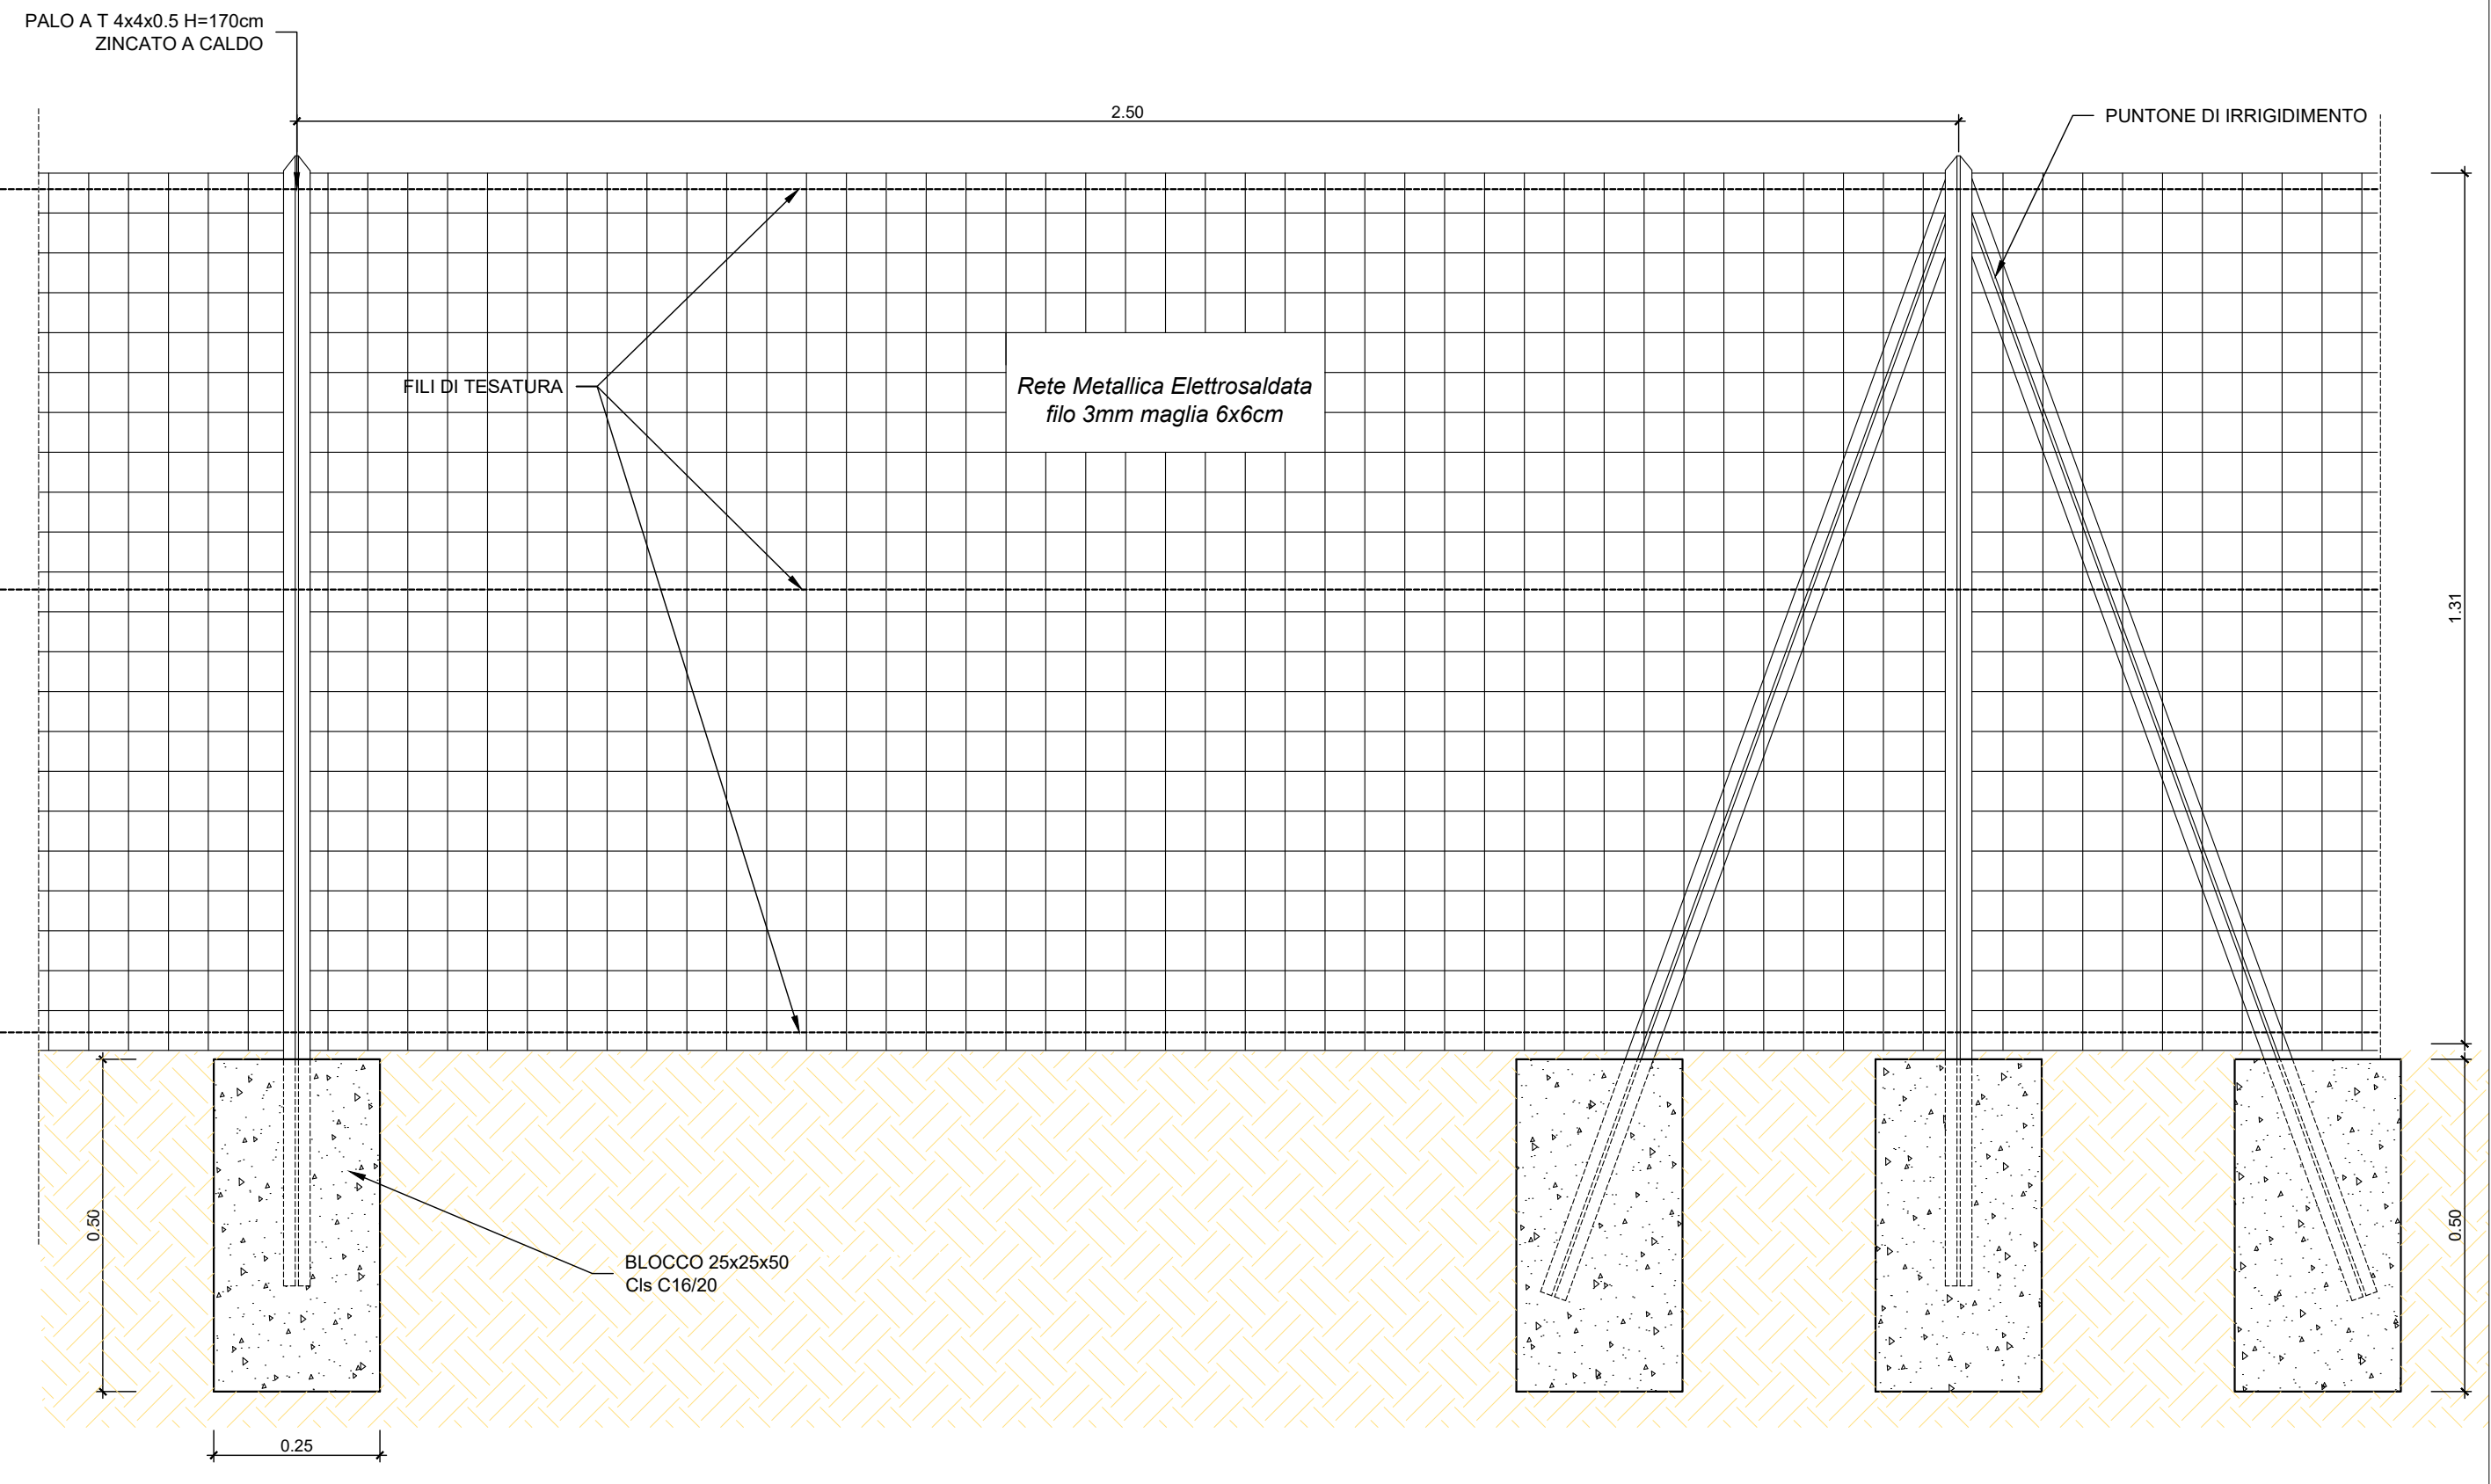 PALO A T 4x4x0.5 H=170cm
ZINCATO A CALDO
2.50
PUNTONE DI IRRIGIDIMENTO
FILI DI TESATURA
Rete Metallica Elettrosaldata
filo 3mm maglia 6x6cm
1.31
0.50
BLOCCO 25x25x50
Cls C16/20
0.50
0.25